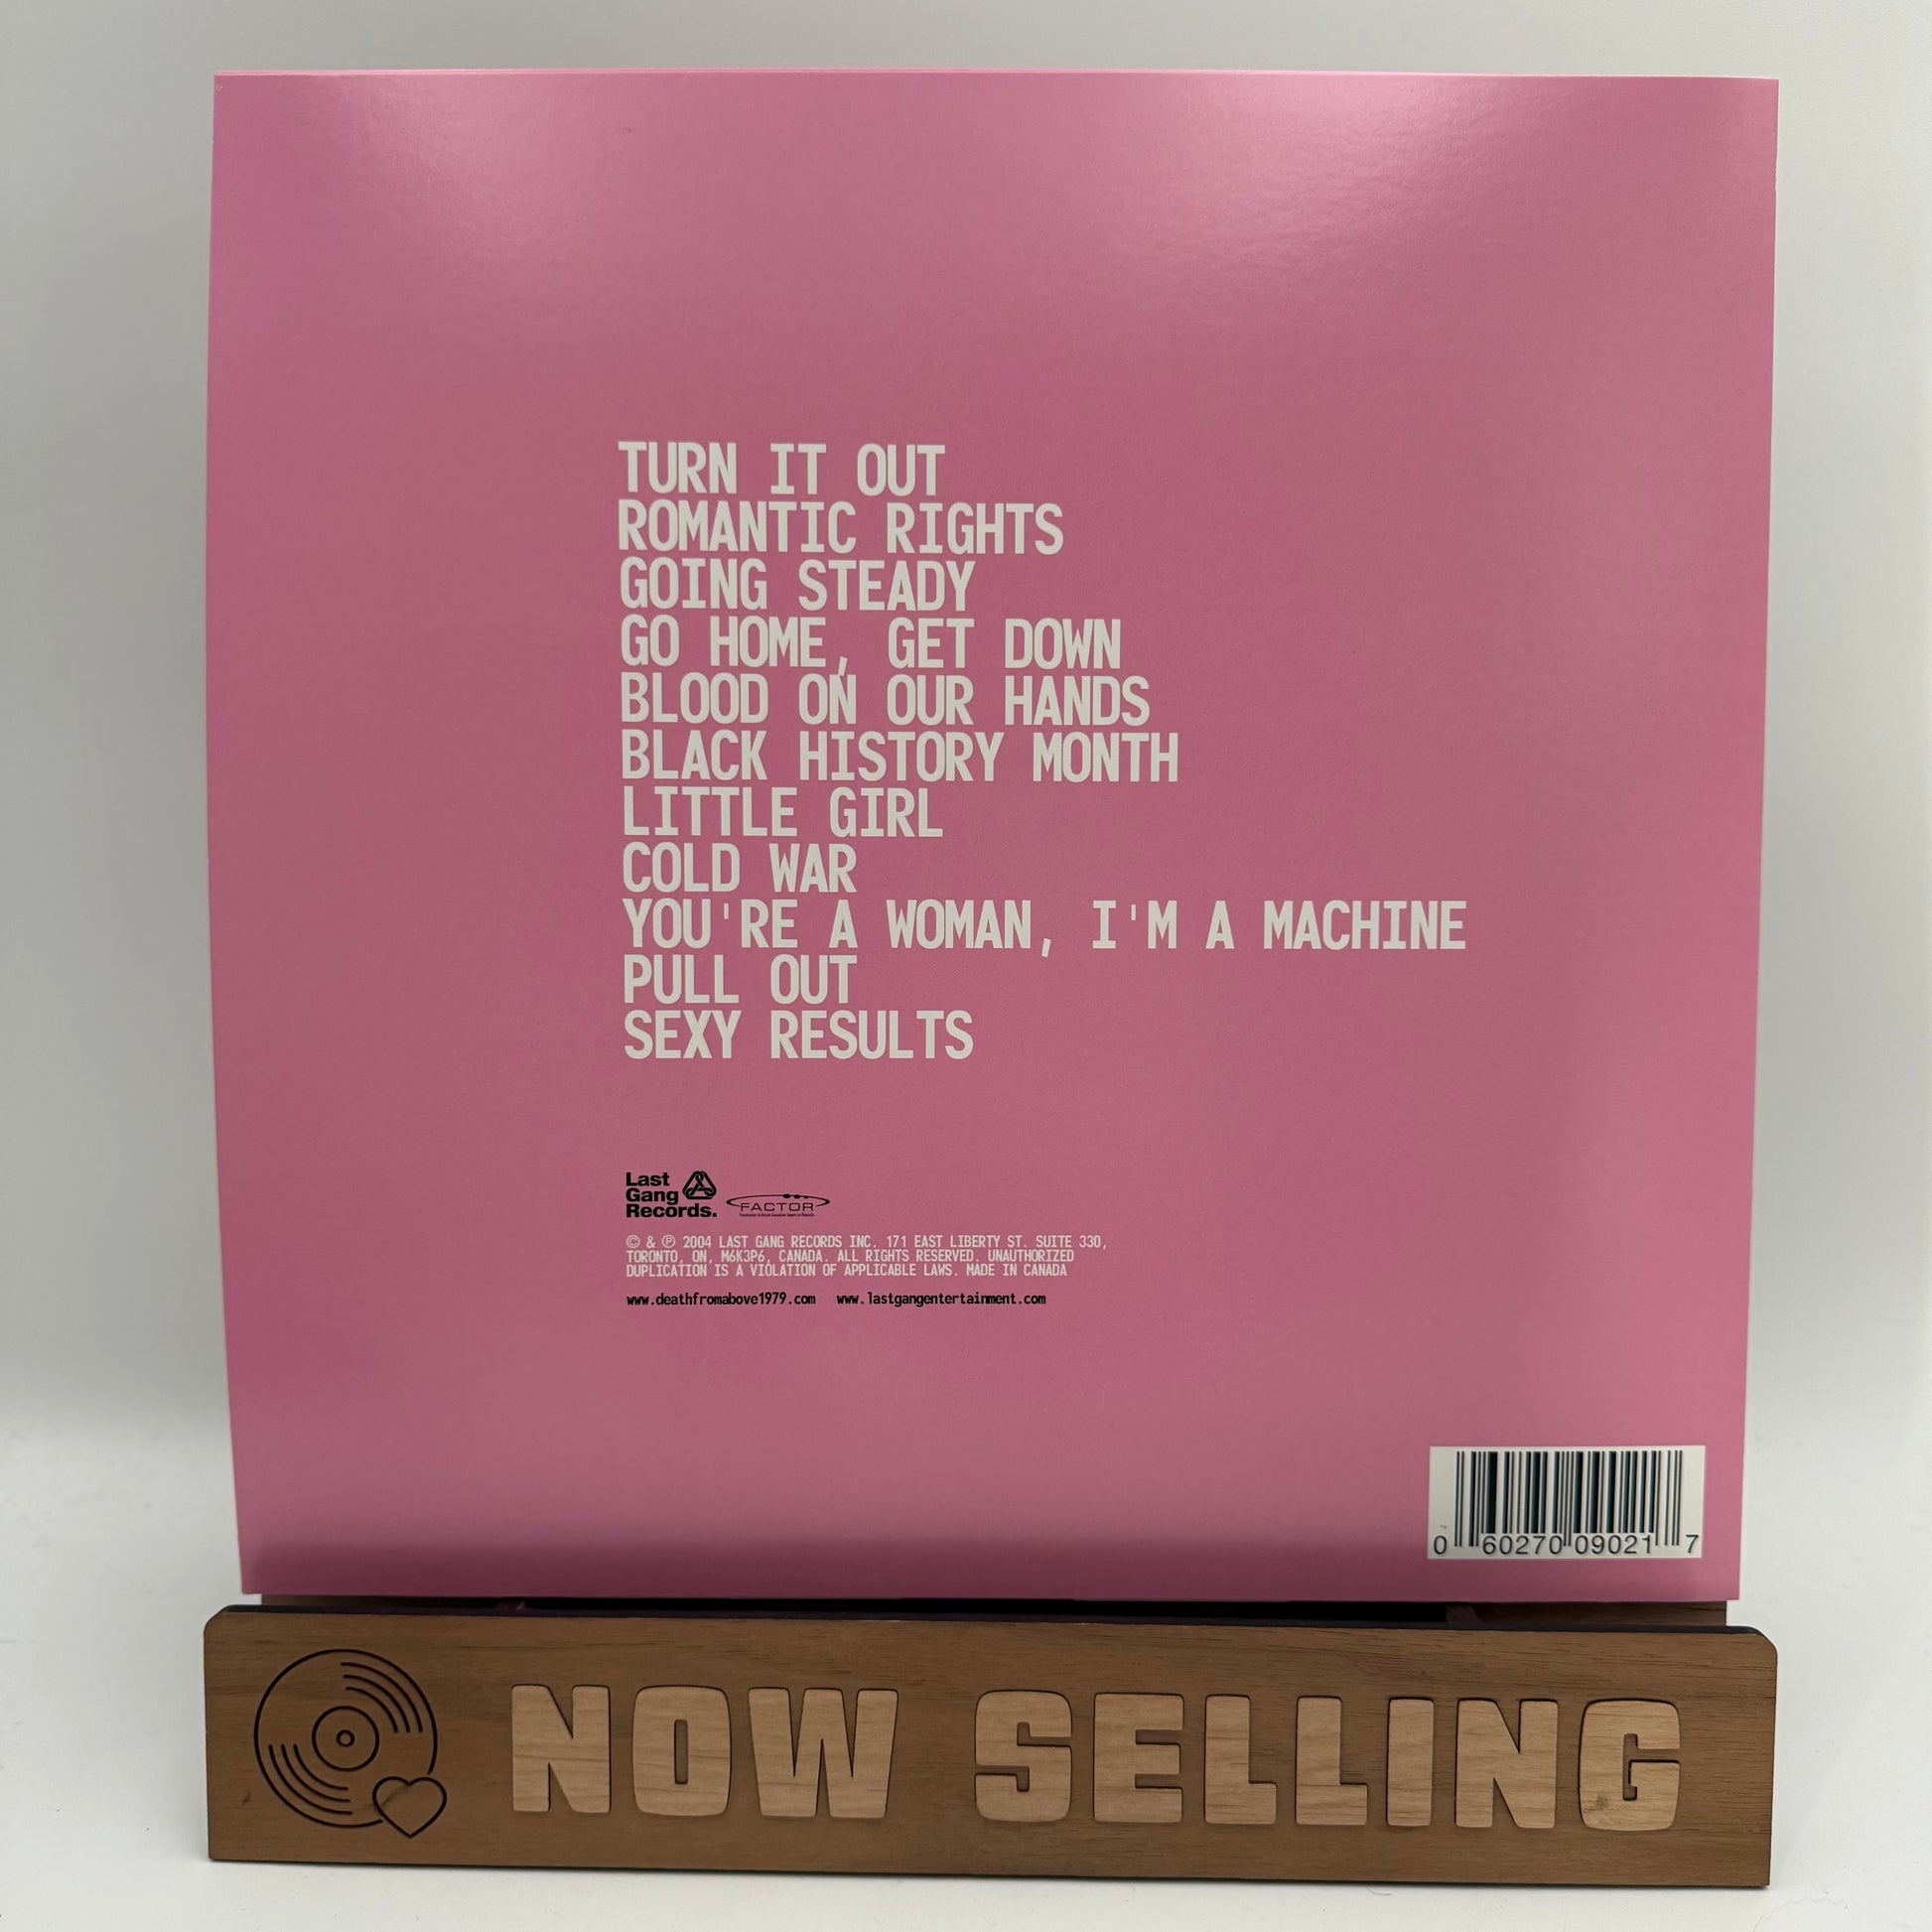 TURN IT OUT
ROMANTIC RIGHTS
GOING STEADY
GO HOME, GET DOWN
BLOOD ON OUR HANDS
BLACK HISTORY MONTH
LITTLE GIRL
COLD WAR
YOU'RE A WOMAN, I'M A MACHINE
PULL OUT
SEXY RESULTS
Last
Gang
Records.
FACTOR
© & ℗ 2004 LAST GANG RECORDS INC. 171 EAST LIBERTY ST. SUITE 330,
TORONTO, ON, M6K3P6, CANADA. ALL RIGHTS RESERVED. UNAUTHORIZED
DUPLICATION IS A VIOLATION OF APPLICABLE LAWS. MADE IN CANADA
www.deathfromabove1979.com www.lastgangentertainment.com
0 60270 09021 7
NOW SELLING